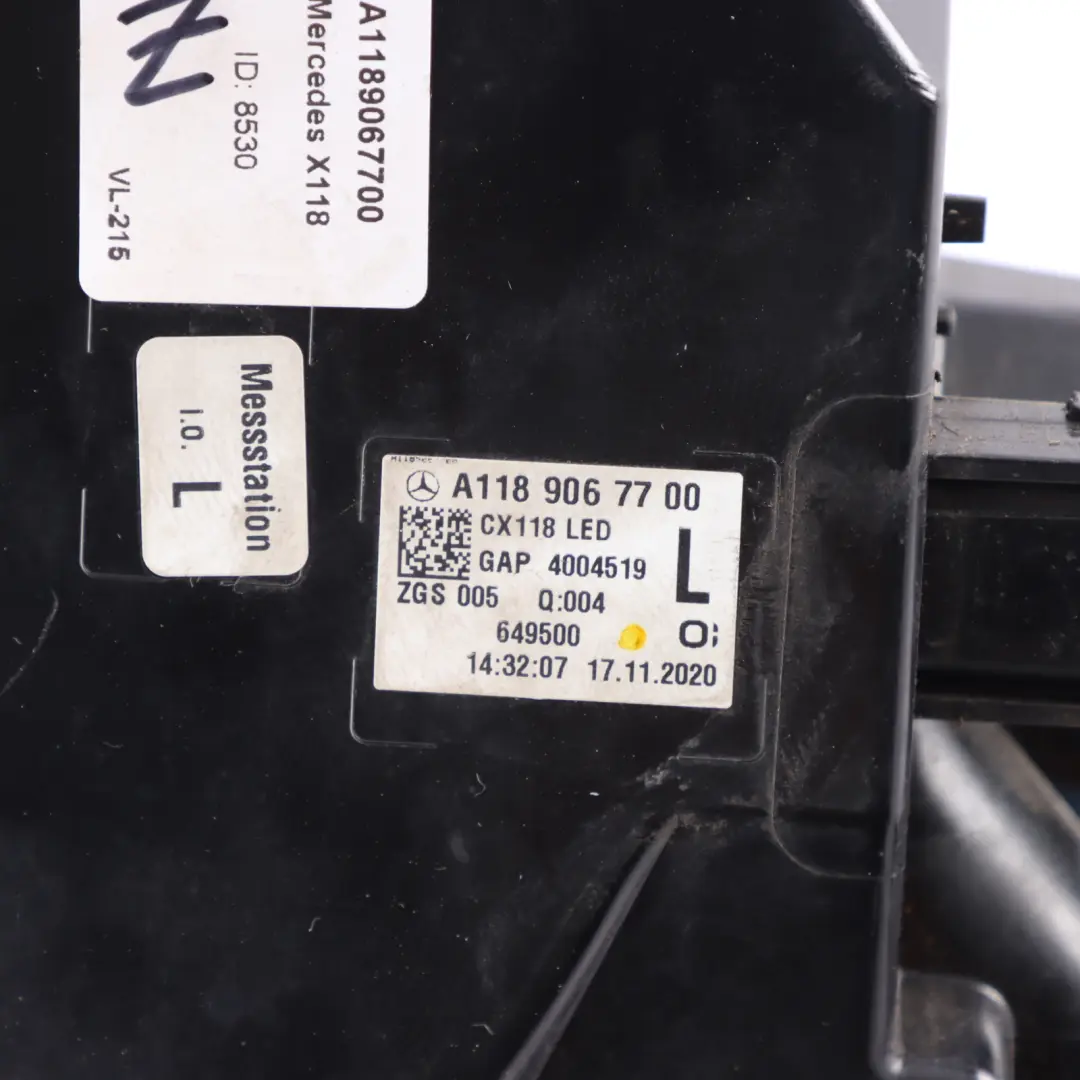 A1189067700
Mercedes X118
ID: 8530
VL-215
Messstation
I.O. L
A118 906 77 00
CX118 LED
L
GAP 4004519
ZGS 005 Q:004
649500
14:32:07 17.11.2020